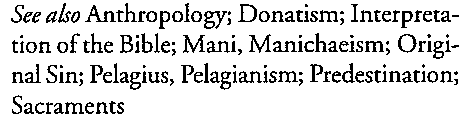 See also Anthropology; Donatism; Interpreta-
tion of the Bible; Mani, Manichaeism; Origi-
nal Sin; Pelagius, Pelagianism; Predestination;
Sacraments